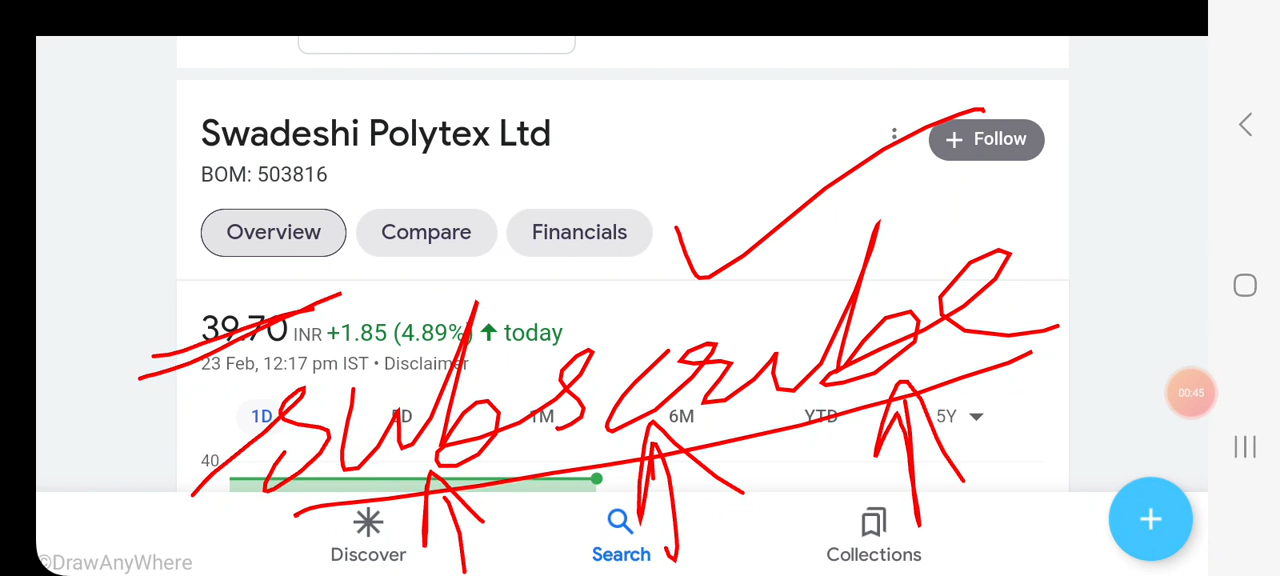 Swadeshi Polytex Ltd
+ Follow
BOM: 503816
Overview Compare Financials
39.70 INR +1.85 (4.89%) ↑ today
23 Feb, 12:17 pm IST • Disclaimer
subscrube
1D 5D 1M 6M YTD 5Y
40
00:45
Discover Search Collections
©DrawAnyWhere